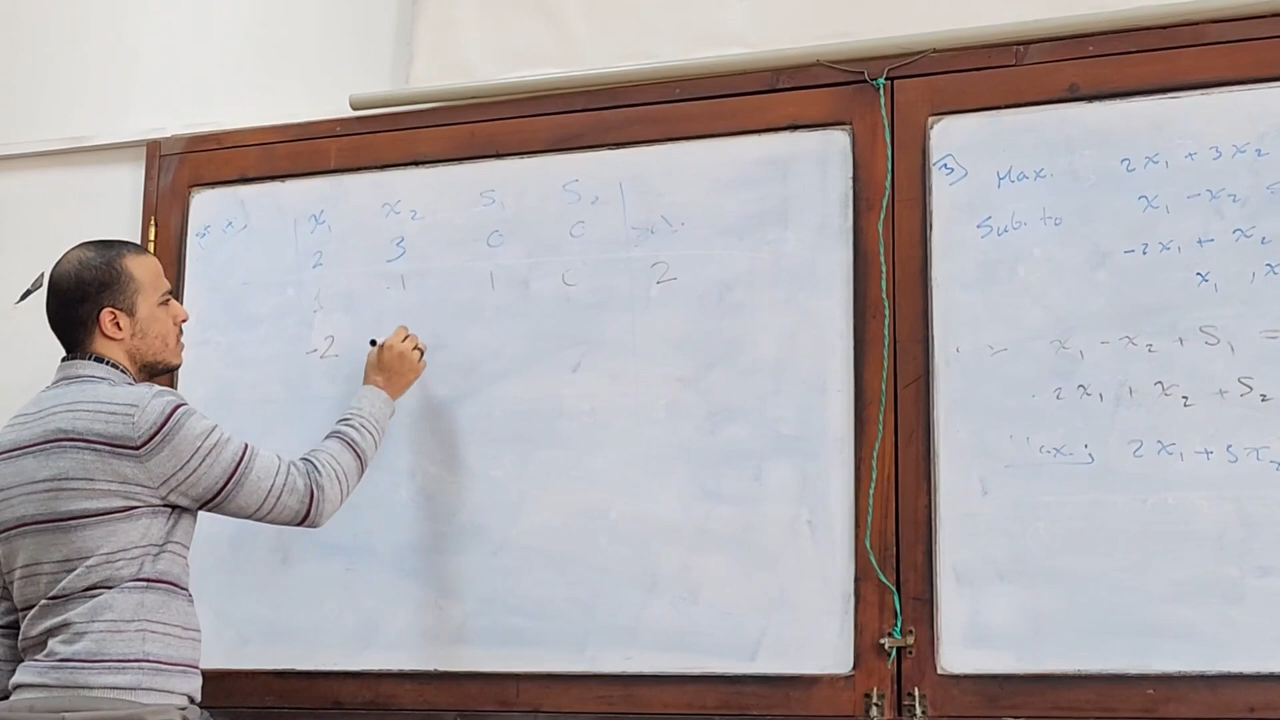 x₁ x₂ S₁ S₂
2 3 0 0
1 -1 1 0 2
-2
3) Max. 2x₁ + 3x₂
Sub. to x₁ - x₂
-2x₁ + x₂
x₁ , x
x₁ - x₂ + S₁ =
2x₁ + x₂ + S₂
2x₁ + 3x₂